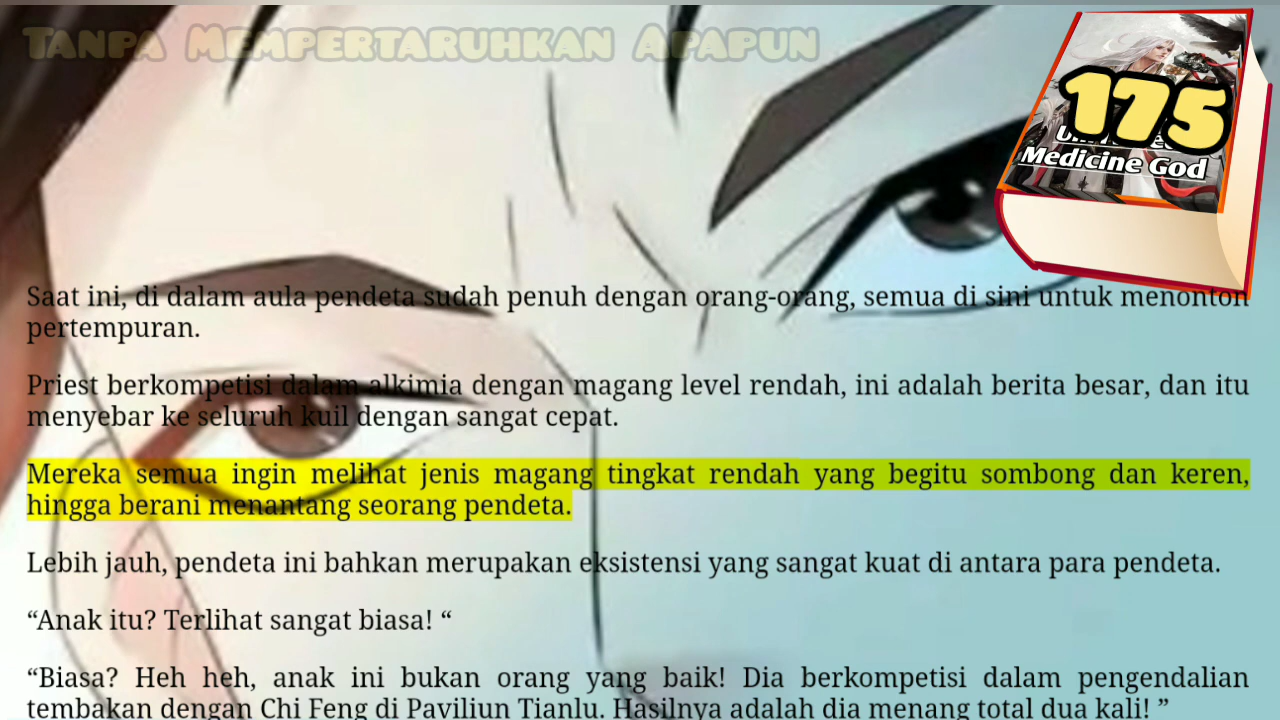 Tanpa Mempertaruhkan Apapun
175
Medicine God
Saat ini, di dalam aula pendeta sudah penuh dengan orang-orang, semua di sini untuk menonton
pertempuran.
Priest berkompetisi dalam alkimia dengan magang level rendah, ini adalah berita besar, dan itu
menyebar ke seluruh kuil dengan sangat cepat.
Mereka semua ingin melihat jenis magang tingkat rendah yang begitu sombong dan keren,
hingga berani menantang seorang pendeta.
Lebih jauh, pendeta ini bahkan merupakan eksistensi yang sangat kuat di antara para pendeta.
“Anak itu? Terlihat sangat biasa! “
“Biasa? Heh heh, anak ini bukan orang yang baik! Dia berkompetisi dalam pengendalian
tembakan dengan Chi Feng di Paviliun Tianlu. Hasilnya adalah dia menang total dua kali! ”